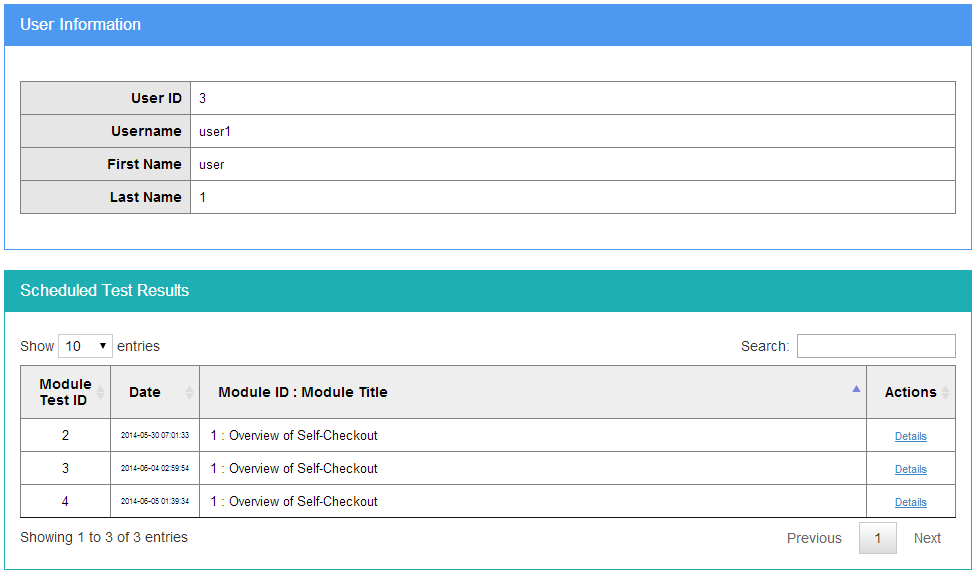 User Information
User ID 3
Username user1
First Name user
Last Name 1
Scheduled Test Results
Show 10 entries Search:
Module Test ID Date Module ID : Module Title Actions
2 2014-05-30 07:01:33 1 : Overview of Self-Checkout Details
3 2014-06-04 02:59:54 1 : Overview of Self-Checkout Details
4 2014-06-05 01:39:34 1 : Overview of Self-Checkout Details
Showing 1 to 3 of 3 entries Previous 1 Next